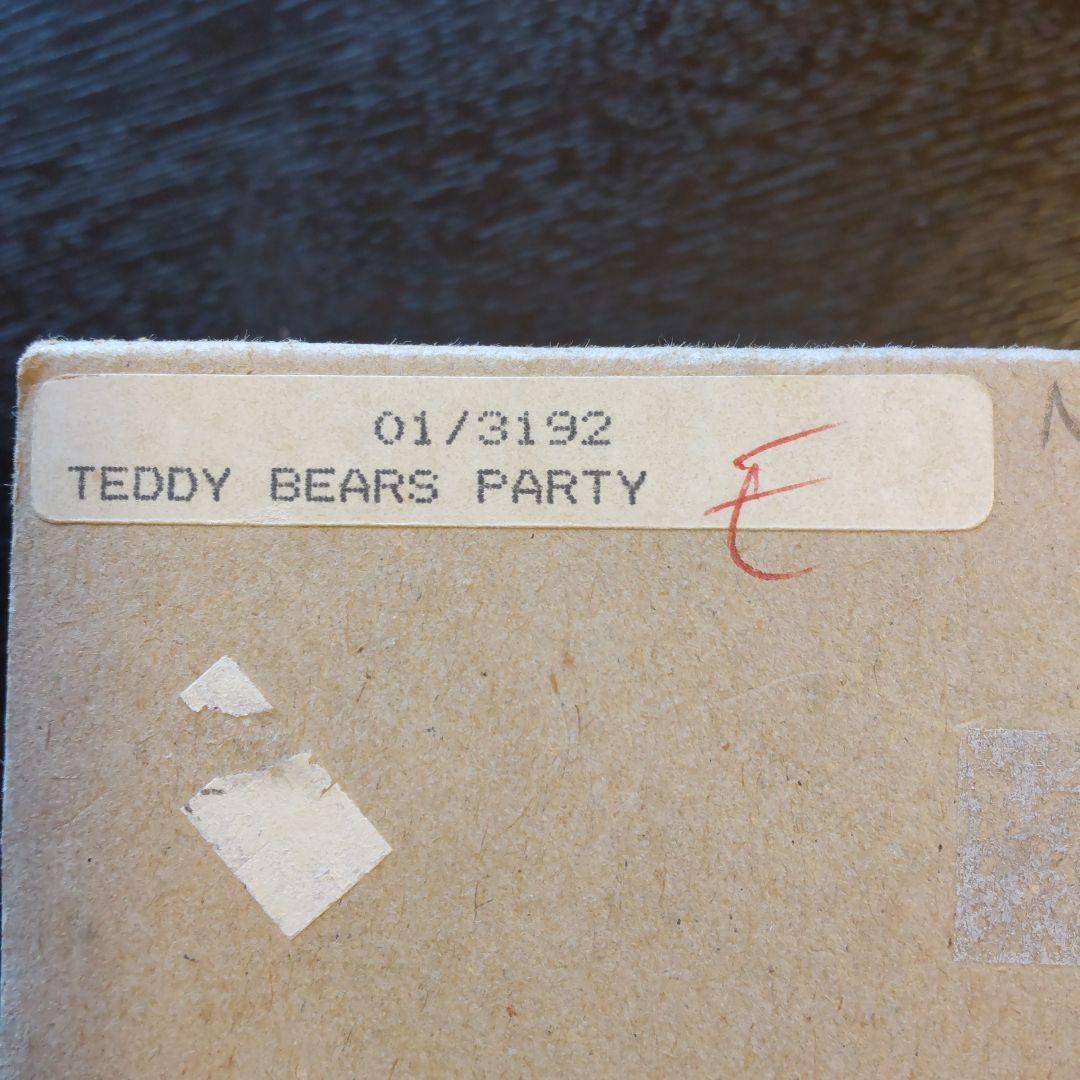 01/3192
TEDDY BEARS PARTY
E